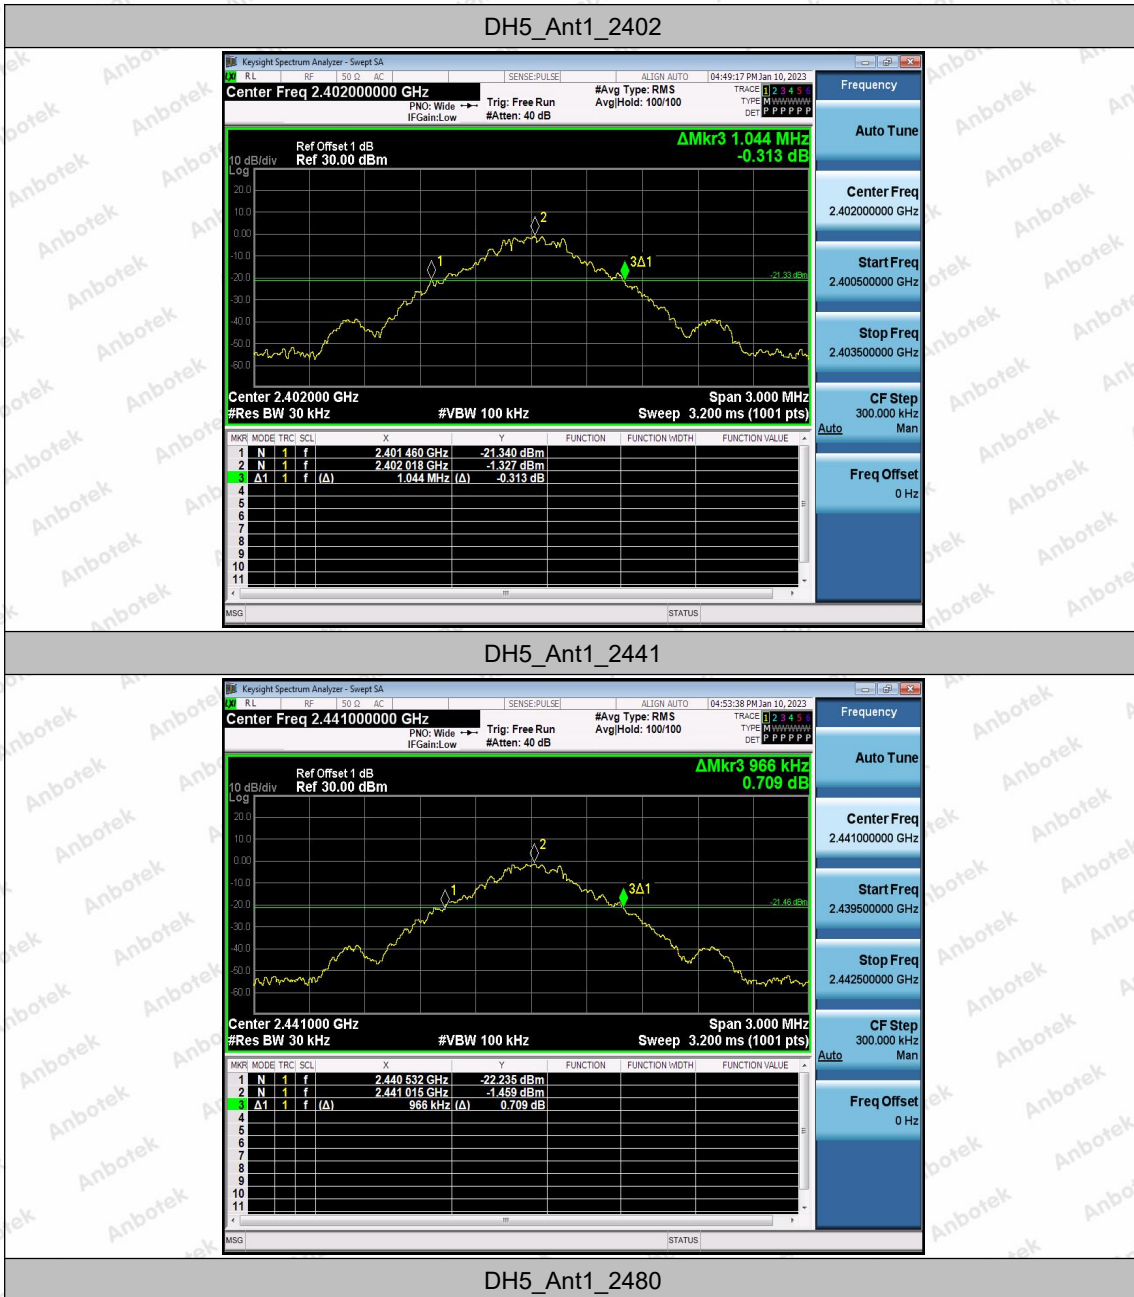 DH5_Ant1_2402
Keysight Spectrum Analyzer - Swept SA
LXI RL RF 50 Ω AC SENSE:PULSE ALIGN AUTO 04:49:17 PM Jan 10, 2023
Center Freq 2.402000000 GHz
#Avg Type: RMS
TRACE 1 2 3 4 5 6
PNO: Wide Trig: Free Run Avg|Hold: 100/100
TYPE M WWWWW
IFGain:Low #Atten: 40 dB
DET P P P P P P
Frequency
Auto Tune
ΔMkr3 1.044 MHz
-0.313 dB
Ref Offset 1 dB
10 dB/div Ref 30.00 dBm
Log
20.0
10.0
0.00
-10.0
-20.0
-30.0
-40.0
-50.0
-60.0
1
2
3Δ1
-21.33 dBm
Center 2.402000 GHz Span 3.000 MHz
#Res BW 30 kHz #VBW 100 kHz Sweep 3.200 ms (1001 pts)
Center Freq
2.402000000 GHz
Start Freq
2.400500000 GHz
Stop Freq
2.403500000 GHz
CF Step
300.000 kHz
Auto Man
Freq Offset
0 Hz
MKR MODE TRC SCL X Y FUNCTION FUNCTION WIDTH FUNCTION VALUE
1 N 1 f 2.401 460 GHz -21.340 dBm
2 N 1 f 2.402 018 GHz -1.327 dBm
3 Δ1 1 f (Δ) 1.044 MHz (Δ) -0.313 dB
4
5
6
7
8
9
10
11
MSG STATUS
DH5_Ant1_2441
Keysight Spectrum Analyzer - Swept SA
LXI RL RF 50 Ω AC SENSE:PULSE ALIGN AUTO 04:53:38 PM Jan 10, 2023
Center Freq 2.441000000 GHz
#Avg Type: RMS
TRACE 1 2 3 4 5 6
PNO: Wide Trig: Free Run Avg|Hold: 100/100
TYPE M WWWWW
IFGain:Low #Atten: 40 dB
DET P P P P P P
Frequency
Auto Tune
ΔMkr3 966 kHz
0.709 dB
Ref Offset 1 dB
10 dB/div Ref 30.00 dBm
Log
20.0
10.0
0.00
-10.0
-20.0
-30.0
-40.0
-50.0
-60.0
1
2
3Δ1
-21.46 dBm
Center 2.441000 GHz Span 3.000 MHz
#Res BW 30 kHz #VBW 100 kHz Sweep 3.200 ms (1001 pts)
Center Freq
2.441000000 GHz
Start Freq
2.439500000 GHz
Stop Freq
2.442500000 GHz
CF Step
300.000 kHz
Auto Man
Freq Offset
0 Hz
MKR MODE TRC SCL X Y FUNCTION FUNCTION WIDTH FUNCTION VALUE
1 N 1 f 2.440 532 GHz -22.235 dBm
2 N 1 f 2.441 015 GHz -1.459 dBm
3 Δ1 1 f (Δ) 966 kHz (Δ) 0.709 dB
4
5
6
7
8
9
10
11
MSG STATUS
DH5_Ant1_2480